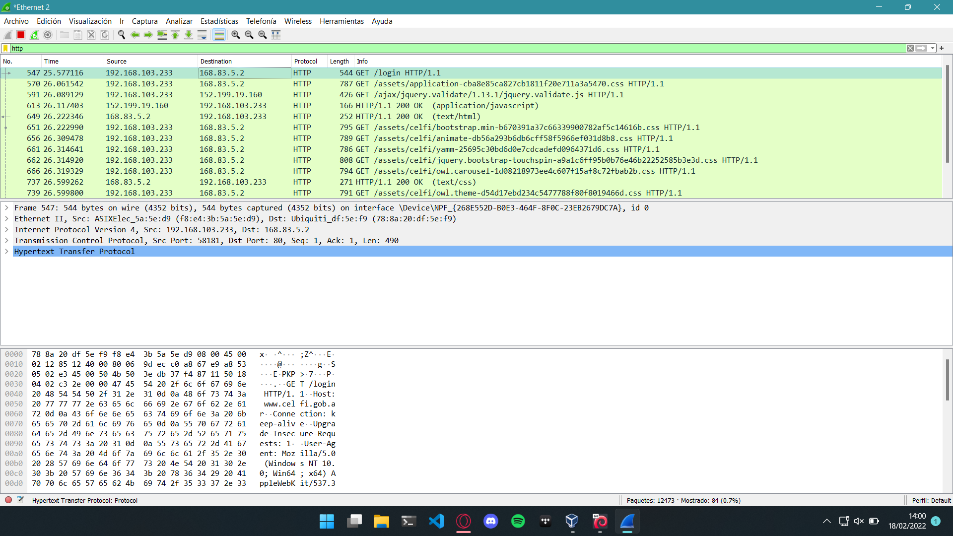 *Ethernet 2
Archivo Edición Visualización Ir Captura Analizar Estadísticas Telefonía Wireless Herramientas Ayuda
http
No. Time Source Destination Protocol Length Info
547 25.577116 192.168.103.233 168.83.5.2 HTTP 544 GET /login HTTP/1.1
570 26.061542 192.168.103.233 168.83.5.2 HTTP 787 GET /assets/application-cba8e85ca827cb1811f20e711a3a5470.css HTTP/1.1
591 26.089129 192.168.103.233 152.199.19.160 HTTP 426 GET /ajax/jquery.validate/1.13.1/jquery.validate.js HTTP/1.1
613 26.117403 152.199.19.160 192.168.103.233 HTTP 166 HTTP/1.1 200 OK (application/javascript)
649 26.222346 168.83.5.2 192.168.103.233 HTTP 252 HTTP/1.1 200 OK (text/html)
651 26.222990 192.168.103.233 168.83.5.2 HTTP 795 GET /assets/celfi/bootstrap.min-b670391a37c66339900782af5c14616b.css HTTP/1.1
656 26.309478 192.168.103.233 168.83.5.2 HTTP 789 GET /assets/celfi/animate-db56a293b6db6cff58f5966ef031d8b8.css HTTP/1.1
661 26.314641 192.168.103.233 168.83.5.2 HTTP 786 GET /assets/celfi/yamm-25695c30bd6d0e7cdcadefd0964371d6.css HTTP/1.1
662 26.314920 192.168.103.233 168.83.5.2 HTTP 808 GET /assets/celfi/jquery.bootstrap-touchspin-a9a1c6ff95b0b76e46b22252585b3e3d.css HTTP/1.1
666 26.319329 192.168.103.233 168.83.5.2 HTTP 794 GET /assets/celfi/owl.carousel-1d08218973ee4c607f15af8c72fbab2b.css HTTP/1.1
737 26.599262 168.83.5.2 192.168.103.233 HTTP 271 HTTP/1.1 200 OK (text/css)
739 26.599800 192.168.103.233 168.83.5.2 HTTP 791 GET /assets/celfi/owl.theme-d54d17ebd234c5477788f80f8019466d.css HTTP/1.1
Frame 547: 544 bytes on wire (4352 bits), 544 bytes captured (4352 bits) on interface \Device\NPF_{268E552D-B0E3-464F-8F0C-23EB2679DC7A}, id 0
Ethernet II, Src: ASIXElec_5a:5e:d9 (f8:e4:3b:5a:5e:d9), Dst: Ubiquiti_df:5e:f9 (78:8a:20:df:5e:f9)
Internet Protocol Version 4, Src: 192.168.103.233, Dst: 168.83.5.2
Transmission Control Protocol, Src Port: 58181, Dst Port: 80, Seq: 1, Ack: 1, Len: 490
Hypertext Transfer Protocol
0000 78 8a 20 df 5e f9 f8 e4 3b 5a 5e d9 08 00 45 00 x· ·^··· ;Z^···E·
0010 02 12 85 12 40 00 80 06 9d ec c0 a8 67 e9 a8 53 ····@··· ····g··S
0020 05 02 e3 45 00 50 4b 50 3e db 37 f4 87 11 50 18 ···E·PKP >·7···P·
0030 04 02 c3 2e 00 00 47 45 54 20 2f 6c 6f 67 69 6e ···.··GE T /login
0040 20 48 54 54 50 2f 31 2e 31 0d 0a 48 6f 73 74 3a HTTP/1. 1··Host:
0050 20 77 77 77 2e 63 65 6c 66 69 2e 67 6f 62 2e 61 www.cel fi.gob.a
0060 72 0d 0a 43 6f 6e 6e 65 63 74 69 6f 6e 3a 20 6b r··Conne ction: k
0070 65 65 70 2d 61 6c 69 76 65 0d 0a 55 70 67 72 61 eep-aliv e··Upgra
0080 64 65 2d 49 6e 73 65 63 75 72 65 2d 52 65 71 75 de-Insec ure-Requ
0090 65 73 74 73 3a 20 31 0d 0a 55 73 65 72 2d 41 67 ests: 1· ·User-Ag
00a0 65 6e 74 3a 20 4d 6f 7a 69 6c 6c 61 2f 35 2e 30 ent: Moz illa/5.0
00b0 20 28 57 69 6e 64 6f 77 73 20 4e 54 20 31 30 2e (Window s NT 10.
00c0 30 3b 20 57 69 6e 36 34 3b 20 78 36 34 29 20 41 0; Win64 ; x64) A
00d0 70 70 6c 65 57 65 62 4b 69 74 2f 35 33 37 2e 33 ppleWebK it/537.3
Hypertext Transfer Protocol: Protocol
Paquetes: 12473 · Mostrado: 84 (0.7%)
Perfil: Default
14:00
18/02/2022
1